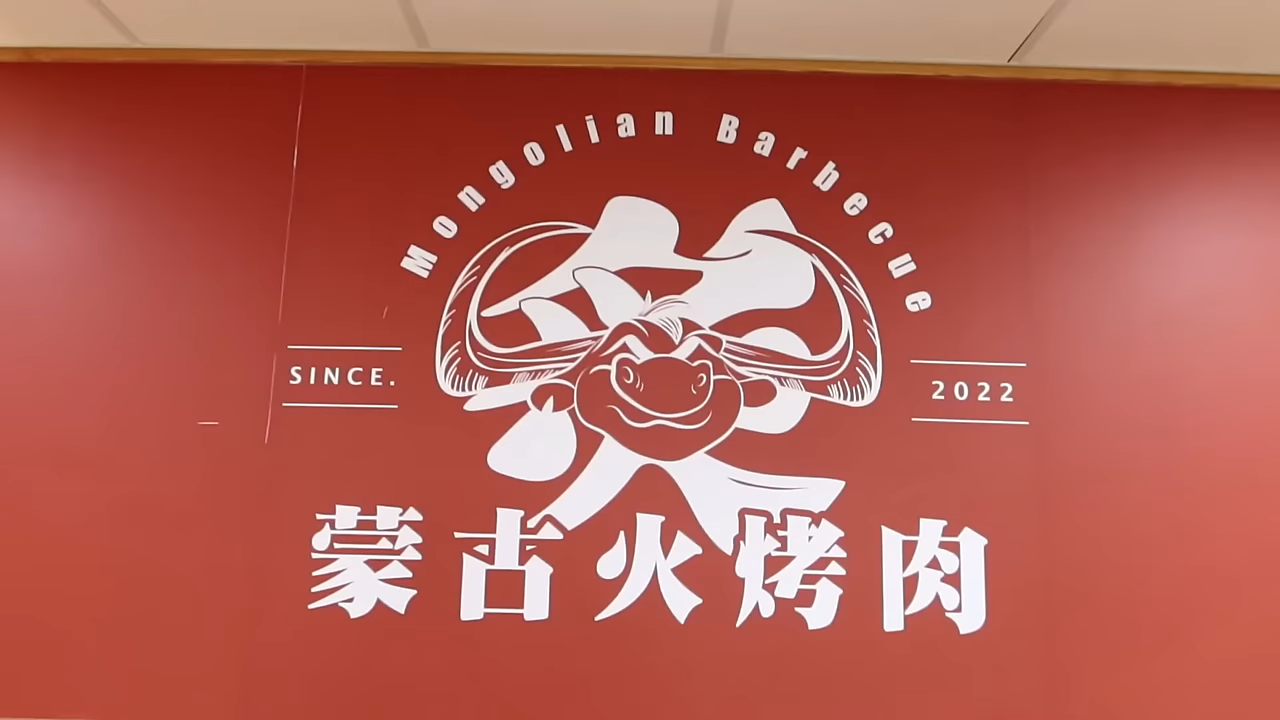 Mongolian Barbecue
SINCE.
2022
蒙古火烤肉